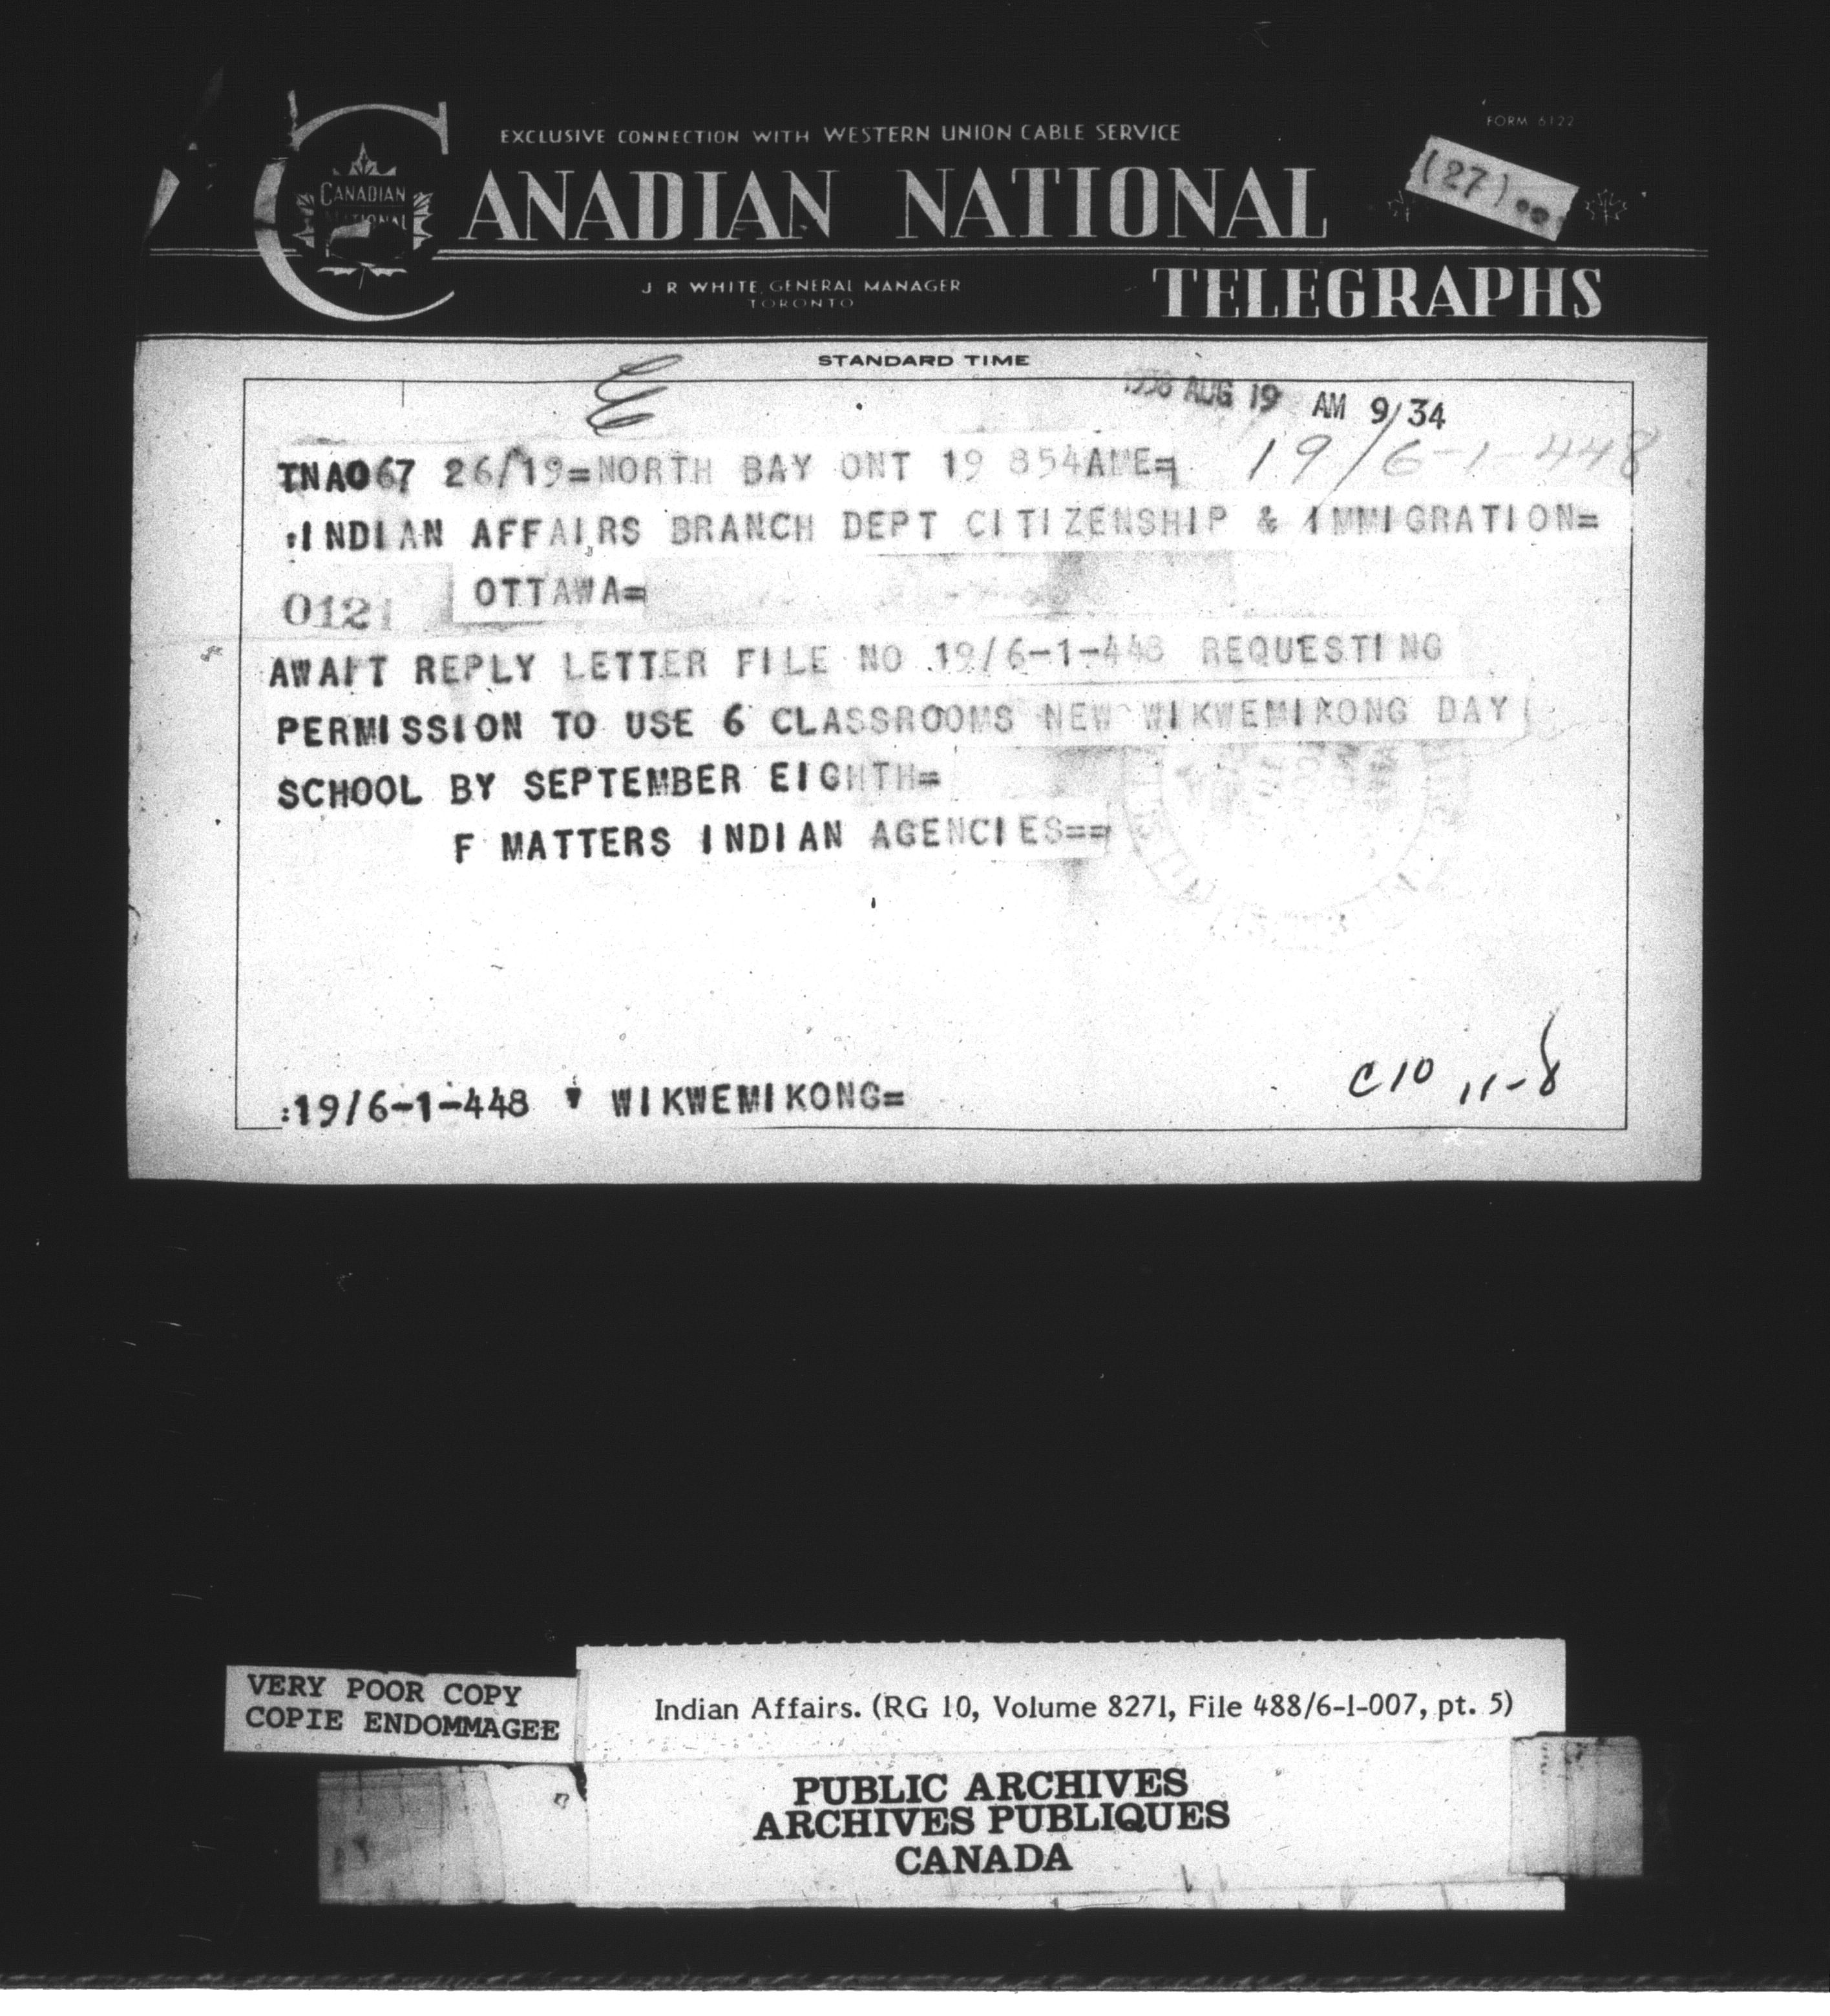 FORM 6122
EXCLUSIVE CONNECTION WITH WESTERN UNION CABLE SERVICE
(27)
CANADIAN NATIONAL
CANADIAN NATIONAL
TELEGRAPHS
J R WHITE, GENERAL MANAGER
TORONTO
STANDARD TIME
1958 AUG 19 AM 9/34
TNA067 26/19=NORTH BAY ONT 19 854AME=
19/6-1-448
:INDIAN AFFAIRS BRANCH DEPT CITIZENSHIP & IMMIGRATION=
0121 OTTAWA=
AWAIT REPLY LETTER FILE NO 19/6-1-448 REQUESTING
PERMISSION TO USE 6 CLASSROOMS NEW WIKWEMIKONG DAY
SCHOOL BY SEPTEMBER EIGHTH=
F MATTERS INDIAN AGENCIES==
C10 11-8
:19/6-1-448 WIKWEMIKONG=
VERY POOR COPY
COPIE ENDOMMAGEE
Indian Affairs. (RG 10, Volume 8271, File 488/6-1-007, pt. 5)
PUBLIC ARCHIVES
ARCHIVES PUBLIQUES
CANADA